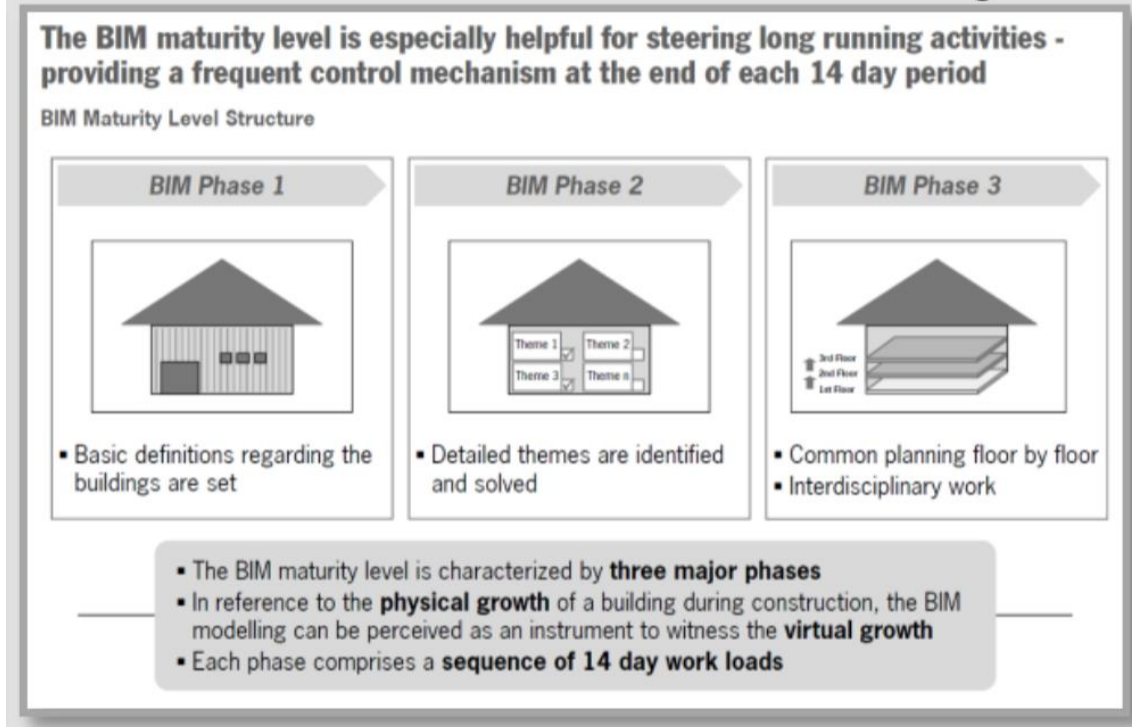 The BIM maturity level is especially helpful for steering long running activities -
providing a frequent control mechanism at the end of each 14 day period
BIM Maturity Level Structure
BIM Phase 1
BIM Phase 2
BIM Phase 3
Theme 1
Theme 2
Theme 3
Theme n
3rd Floor
2nd Floor
1st Floor
▪ Basic definitions regarding the
buildings are set
▪ Detailed themes are identified
and solved
▪ Common planning floor by floor
▪ Interdisciplinary work
▪ The BIM maturity level is characterized by three major phases
▪ In reference to the physical growth of a building during construction, the BIM
modelling can be perceived as an instrument to witness the virtual growth
▪ Each phase comprises a sequence of 14 day work loads